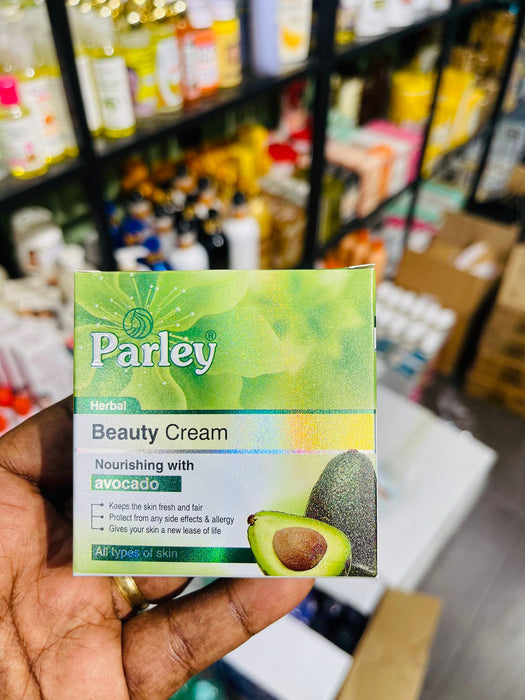 Parley®
Herbal
Beauty Cream
Nourishing with
avocado
Keeps the skin fresh and fair
Protect from any side effects & allergy
Gives your skin a new lease of life
All types of skin